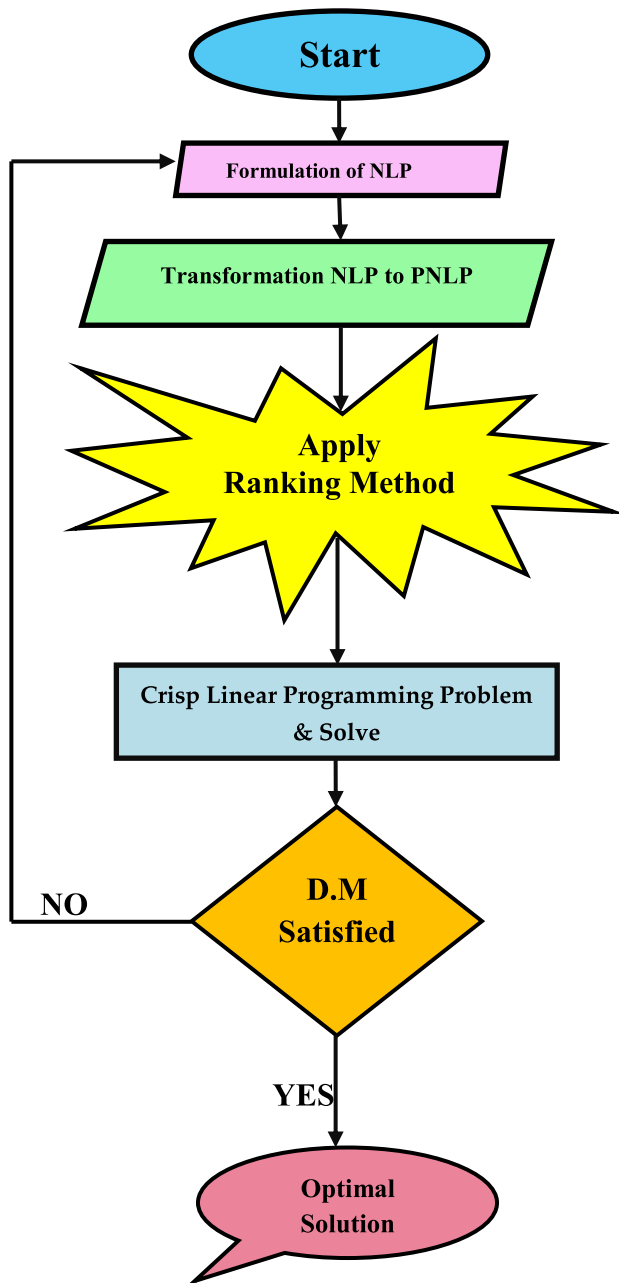 Start
Formulation of NLP
Transformation NLP to PNLP
Apply
Ranking Method
Crisp Linear Programming Problem
& Solve
D.M
Satisfied
NO
YES
Optimal
Solution